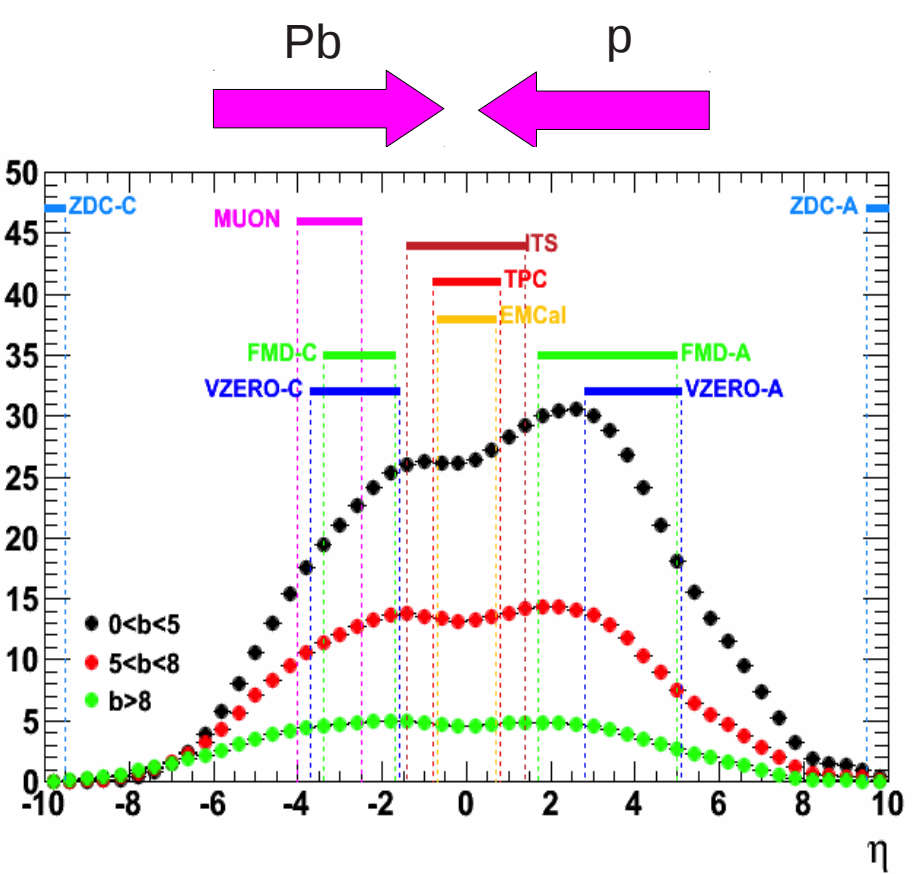 Pb p
50
ZDC-C ZDC-A
MUON
45
ITS
TPC
40
EMCal
35
FMD-C FMD-A
VZERO-C VZERO-A
30
25
20
15
0<b<5
5<b<8
10
b>8
5
0
-10 -8 -6 -4 -2 0 2 4 6 8 10
η